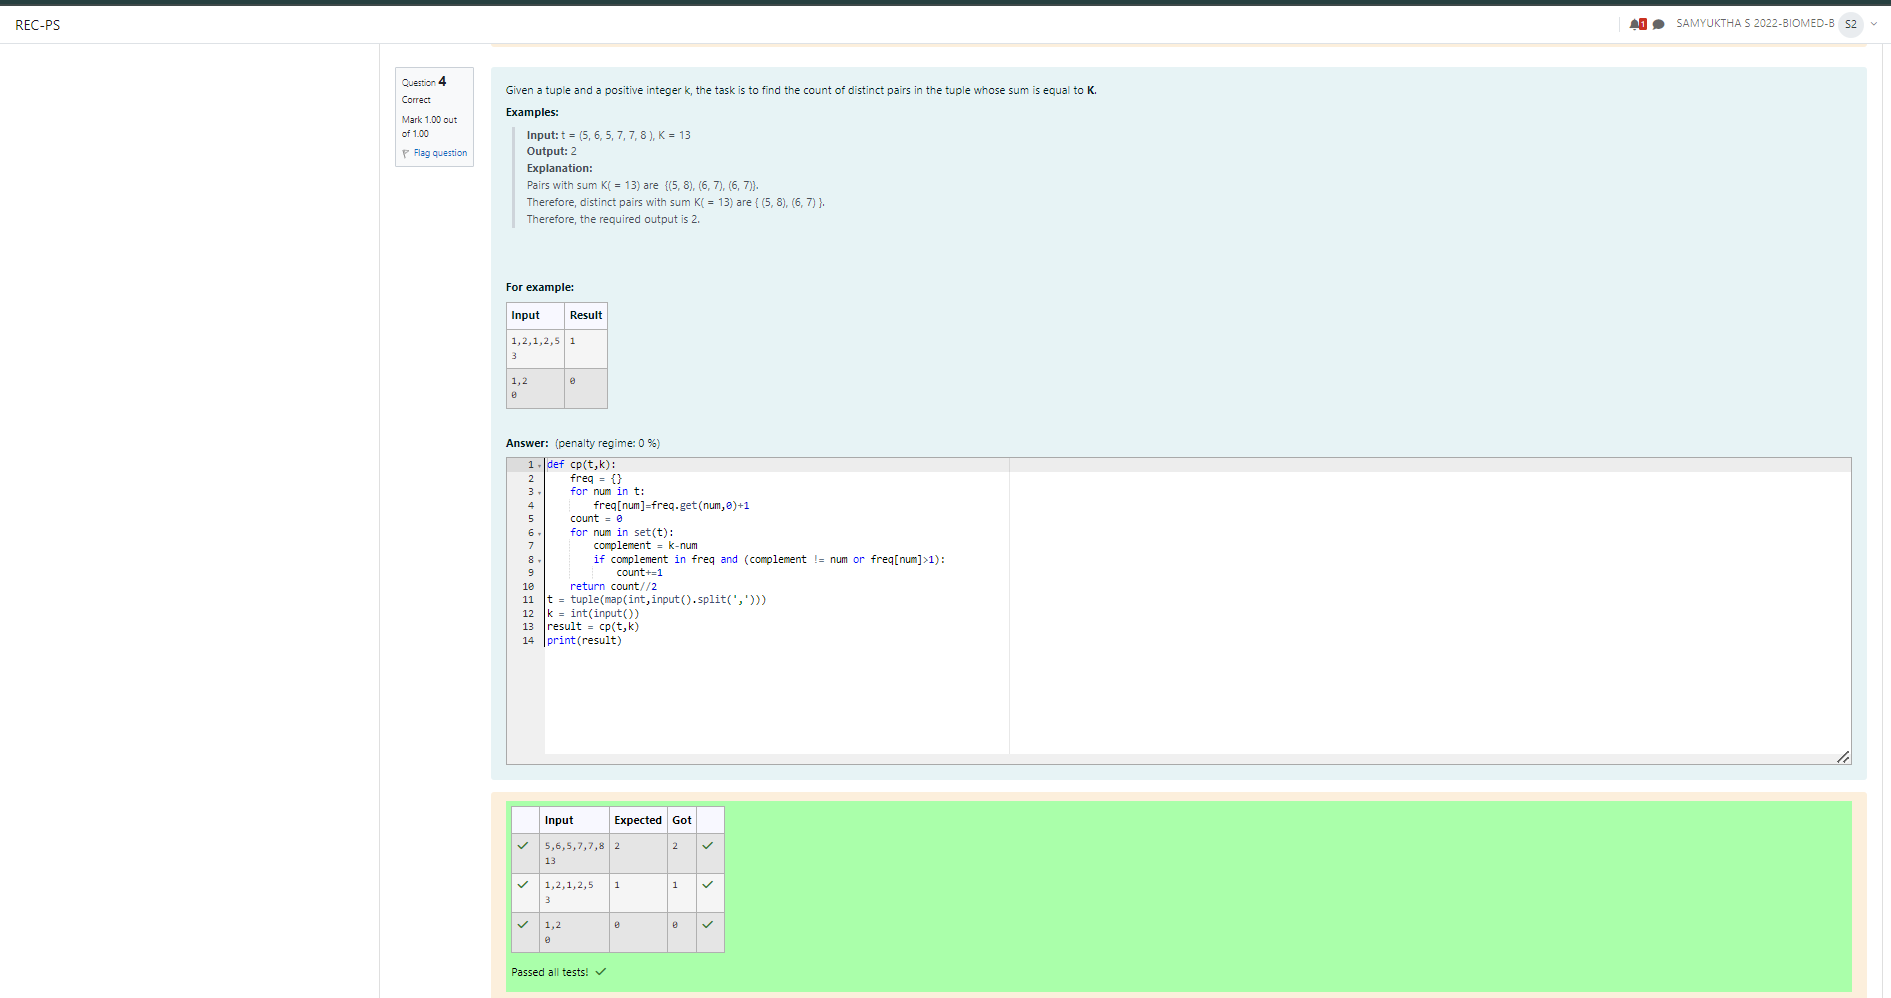 REC-PS
1
SAMYUKTHA S 2022-BIOMED-B
S2
Question 4
Correct
Mark 1.00 out
of 1.00
Flag question
Given a tuple and a positive integer k, the task is to find the count of distinct pairs in the tuple whose sum is equal to K.
Examples:
Input: t = (5, 6, 5, 7, 7, 8 ), K = 13
Output: 2
Explanation:
Pairs with sum K( = 13) are  {(5, 8), (6, 7), (6, 7)}.
Therefore, distinct pairs with sum K( = 13) are { (5, 8), (6, 7) }.
Therefore, the required output is 2.
For example:
Input Result
1,2,1,2,5 1
3
1,2 0
0
Answer: (penalty regime: 0 %)
1 def cp(t,k):
2     freq = {}
3     for num in t:
4         freq[num]=freq.get(num,0)+1
5     count = 0
6     for num in set(t):
7         complement = k-num
8         if complement in freq and (complement != num or freq[num]>1):
9             count+=1
10     return count//2
11 t = tuple(map(int,input().split(',')))
12 k = int(input())
13 result = cp(t,k)
14 print(result)
Input Expected Got
5,6,5,7,7,8 2 2
13
1,2,1,2,5 1 1
3
1,2 0 0
0
Passed all tests!